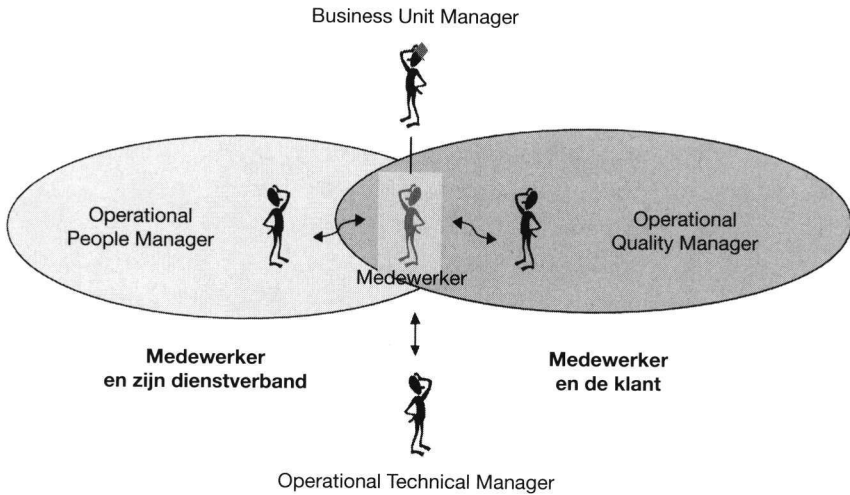 Business Unit Manager
Operational
People Manager
Operational
Quality Manager
Medewerker
Medewerker
en zijn dienstverband
Medewerker
en de klant
Operational Technical Manager